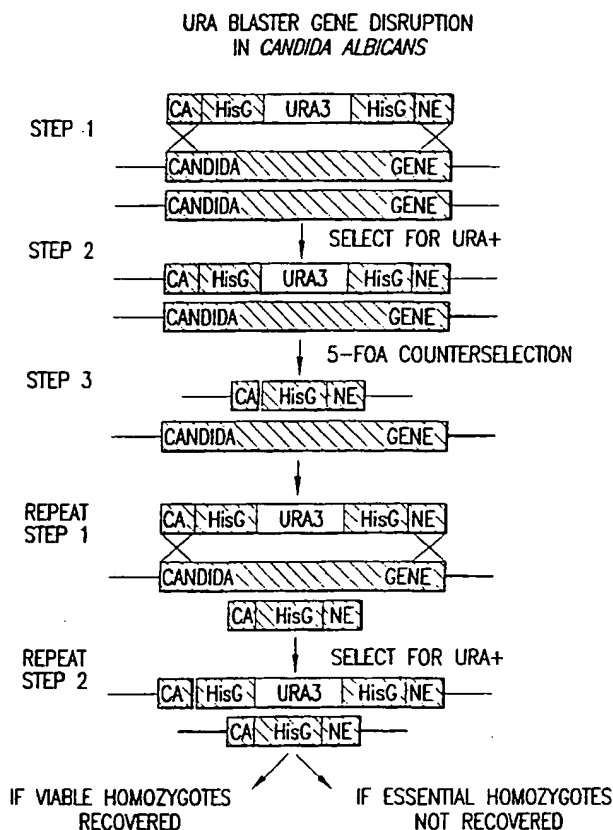 URA BLASTER GENE DISRUPTION
IN CANDIDA ALBICANS
STEP 1
CA HisG URA3 HisG NE
CANDIDA GENE
CANDIDA GENE
SELECT FOR URA+
STEP 2
CA HisG URA3 HisG NE
CANDIDA GENE
5-FOA COUNTERSELECTION
STEP 3
CA HisG NE
CANDIDA GENE
REPEAT
STEP 1
CA HisG URA3 HisG NE
CANDIDA GENE
CA HisG NE
SELECT FOR URA+
REPEAT
STEP 2
CA HisG URA3 HisG NE
CA HisG NE
IF VIABLE HOMOZYGOTES
RECOVERED
IF ESSENTIAL HOMOZYGOTES
NOT RECOVERED